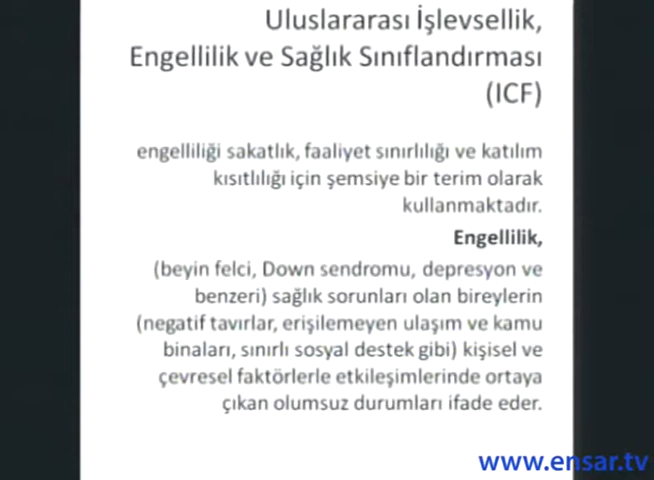 Uluslararası İşlevsellik,
Engellilik ve Sağlık Sınıflandırması
(ICF)
engelliliği sakatlık, faaliyet sınırlılığı ve katılım
kısıtlılığı için şemsiye bir terim olarak
kullanmaktadır.
Engellilik,
(beyin felci, Down sendromu, depresyon ve
benzeri) sağlık sorunları olan bireylerin
(negatif tavırlar, erişilemeyen ulaşım ve kamu
binaları, sınırlı sosyal destek gibi) kişisel ve
çevresel faktörlerle etkileşimlerinde ortaya
çıkan olumsuz durumları ifade eder.
www.ensar.tv